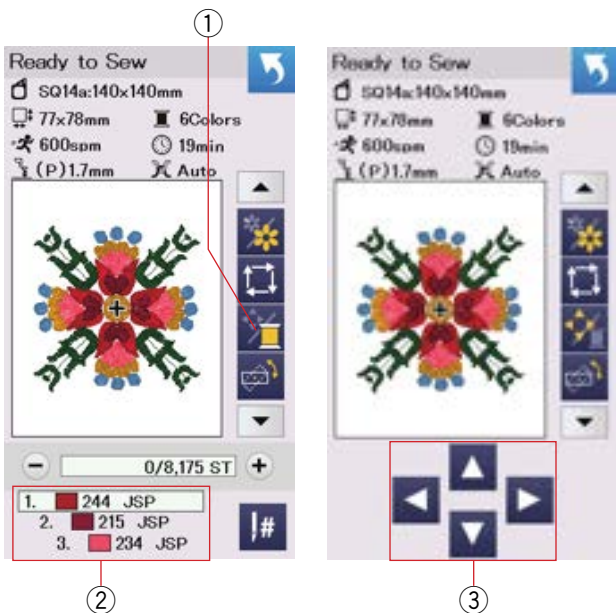 ①
Ready to Sew
SQ14a:140x140mm
77x78mm 6Colors
600spm 19min
(P)1.7mm Auto
0/8,175 ST
1. 244 JSP
2. 215 JSP
3. 234 JSP
#
②
Ready to Sew
SQ14a:140x140mm
77x78mm 6Colors
600spm 19min
(P)1.7mm Auto
③